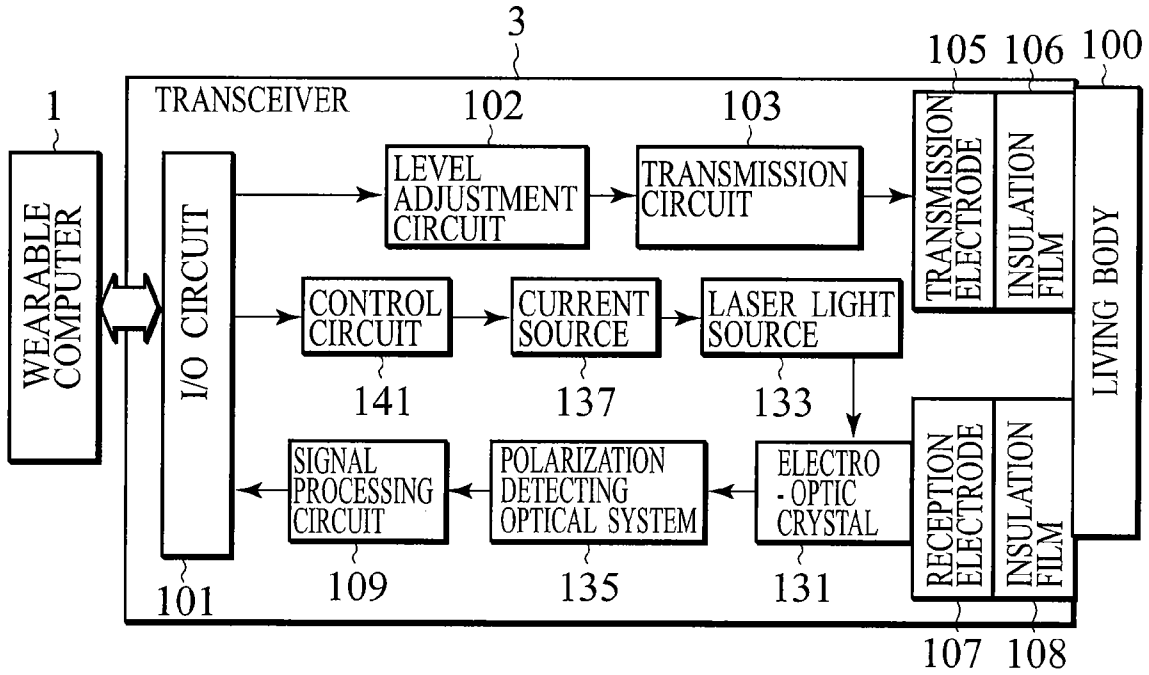 3
105
106
100
TRANSCEIVER
1
102
103
WEARABLE
COMPUTER
I/O CIRCUIT
LEVEL
ADJUSTMENT
CIRCUIT
TRANSMISSION
CIRCUIT
TRANSMISSION
ELECTRODE
INSULATION
FILM
LIVING BODY
CONTROL
CIRCUIT
CURRENT
SOURCE
LASER LIGHT
SOURCE
141
137
133
SIGNAL
PROCESSING
CIRCUIT
POLARIZATION
DETECTING
OPTICAL SYSTEM
ELECTRO
-OPTIC
CRYSTAL
RECEPTION
ELECTRODE
INSULATION
FILM
101
109
135
131
107
108